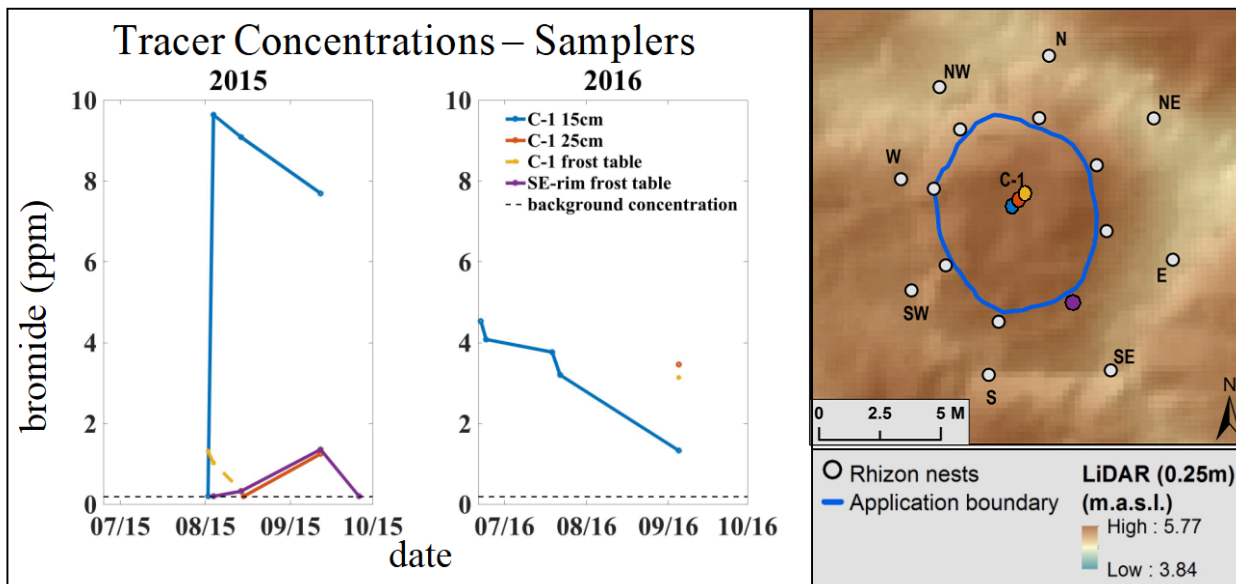 Tracer Concentrations – Samplers
2015
2016
bromide (ppm)
10
8
6
4
2
0
07/15
08/15
09/15
10/15
10
8
6
4
2
0
07/16
08/16
09/16
10/16
date
C-1 15cm
C-1 25cm
C-1 frost table
SE-rim frost table
background concentration
N
NW
NE
W
C-1
E
SW
SE
S
N
0 2.5 5 M
Rhizon nests
Application boundary
LiDAR (0.25m)
(m.a.s.l.)
High : 5.77
Low : 3.84